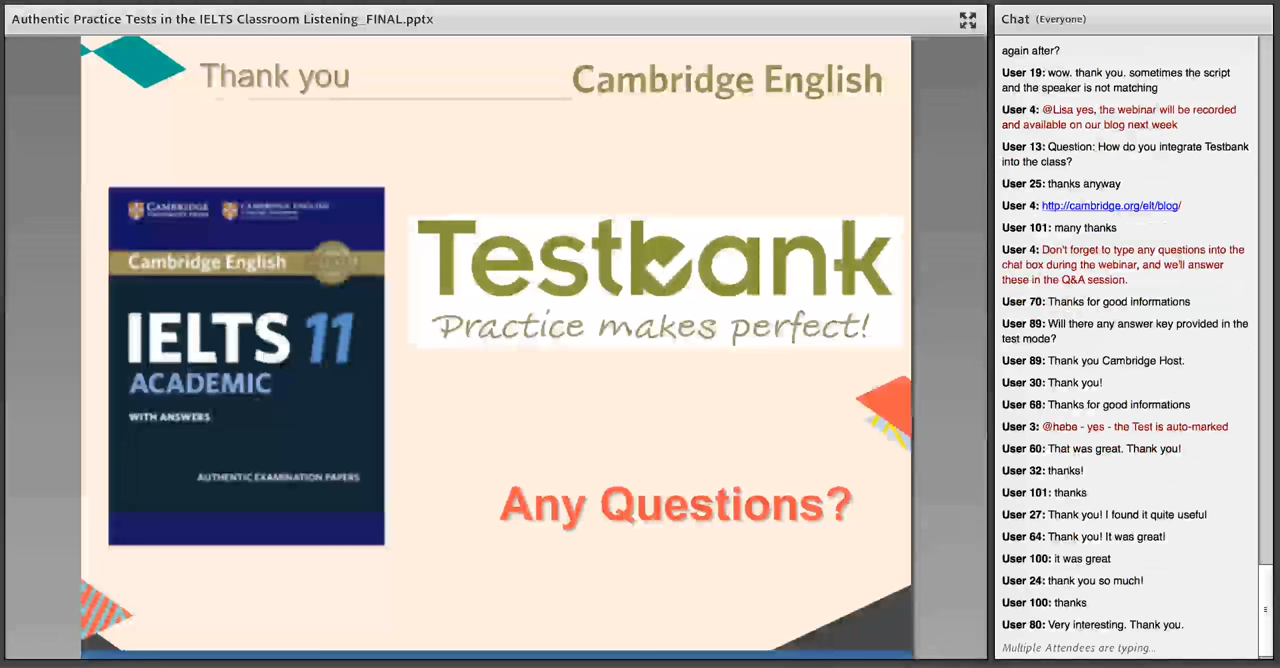 Authentic Practice Tests in the IELTS Classroom Listening_FINAL.pptx
Thank you
Cambridge English
CAMBRIDGE
CAMBRIDGE ENGLISH
Cambridge English
IELTS 11
ACADEMIC
WITH ANSWERS
AUTHENTIC EXAMINATION PAPERS
Testbank
Practice makes perfect!
Any Questions?
Chat (Everyone)
again after?
User 19: wow. thank you. sometimes the script
and the speaker is not matching
User 4: @Lisa yes, the webinar will be recorded
and available on our blog next week
User 13: Question: How do you integrate Testbank
into the class?
User 25: thanks anyway
User 4: http://cambridge.org/elt/blog/
User 101: many thanks
User 4: Don't forget to type any questions into the
chat box during the webinar, and we'll answer
these in the Q&A session.
User 70: Thanks for good informations
User 89: Will there any answer key provided in the
test mode?
User 89: Thank you Cambridge Host.
User 30: Thank you!
User 68: Thanks for good informations
User 3: @heba - yes - the Test is auto-marked
User 60: That was great. Thank you!
User 32: thanks!
User 101: thanks
User 27: Thank you! I found it quite useful
User 64: Thank you! It was great!
User 100: it was great
User 24: thank you so much!
User 100: thanks
User 80: Very interesting. Thank you.
Multiple Attendees are typing...